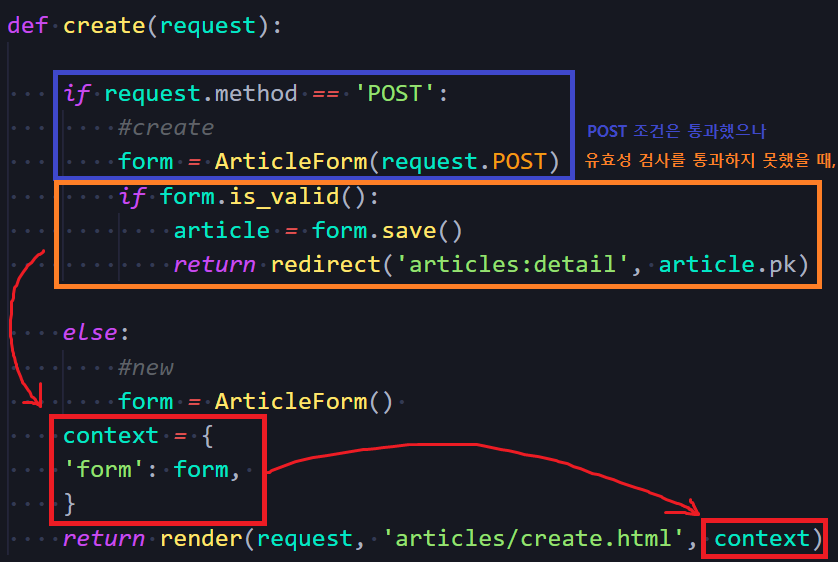 def create(request):
if request.method == 'POST':
#create
POST 조건은 통과했으나
form = ArticleForm(request.POST)
유효성 검사를 통과하지 못했을 때,
if form.is_valid():
article = form.save()
return redirect('articles:detail', article.pk)
else:
#new
form = ArticleForm()
context = {
'form': form,
}
return render(request, 'articles/create.html', context)